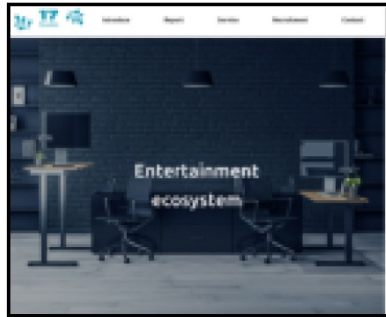 Introduce Report Service Recruitment Contact
Entertainment
ecosystem